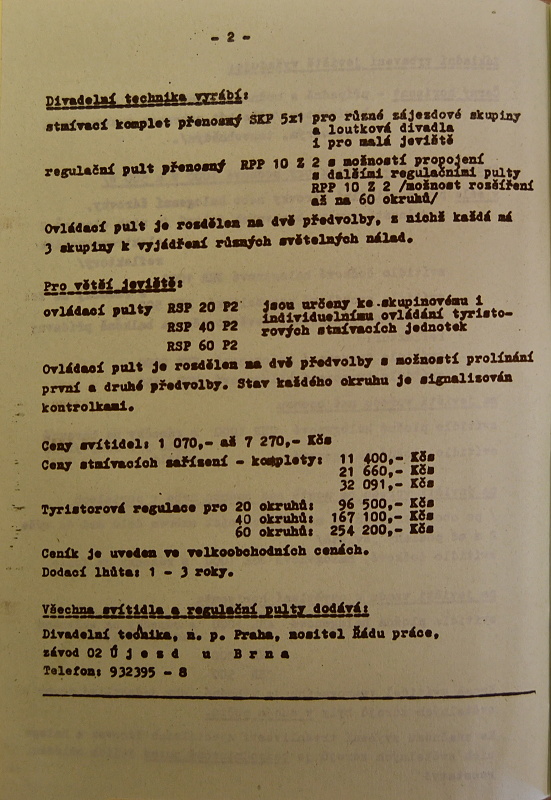 - 2 -
Divadelní technika vyrábí:
stmívací komplet přenosný SKP 5x1 pro různé zájezdové skupiny
a loutková divadla
i pro malá jeviště
regulační pult přenosný RPP 10 Z 2 s možností propojení
s dalšími regulačními pulty
RPP 10 Z 2 /možnost rozšíření
až na 60 okruhů/
Ovládací pult je rozdělen na dvě předvolby, z nichž každá má
3 skupiny k vyjádření různých světelných nálad.
Pro větší jeviště:
ovládací pulty RSP 20 P2 jsou určeny ke skupinovému i
individuelnímu ovládání tyristo-
RSP 40 P2 rových stmívacích jednotek
RSP 60 P2
Ovládací pult je rozdělen na dvě předvolby s možností prolínání
první a druhé předvolby. Stav každého okruhu je signalizován
kontrolkami.
Ceny svítidel: 1 070,- až 7 270,- Kčs
Ceny stmívacích zařízení - komplety: 11 400,- Kčs
21 660,- Kčs
32 091,- Kčs
Tyristorová regulace pro 20 okruhů: 96 500,- Kčs
40 okruhů: 167 100,- Kčs
60 okruhů: 254 200,- Kčs
Ceník je uveden ve velkoobchodních cenách.
Dodací lhůta: 1 - 3 roky.
Všechna svítidla a regulační pulty dodává:
Divadelní technika, n. p. Praha, nositel Řádu práce,
závod 02 Ú j e z d u B r n a
Telefon: 932395 - 8